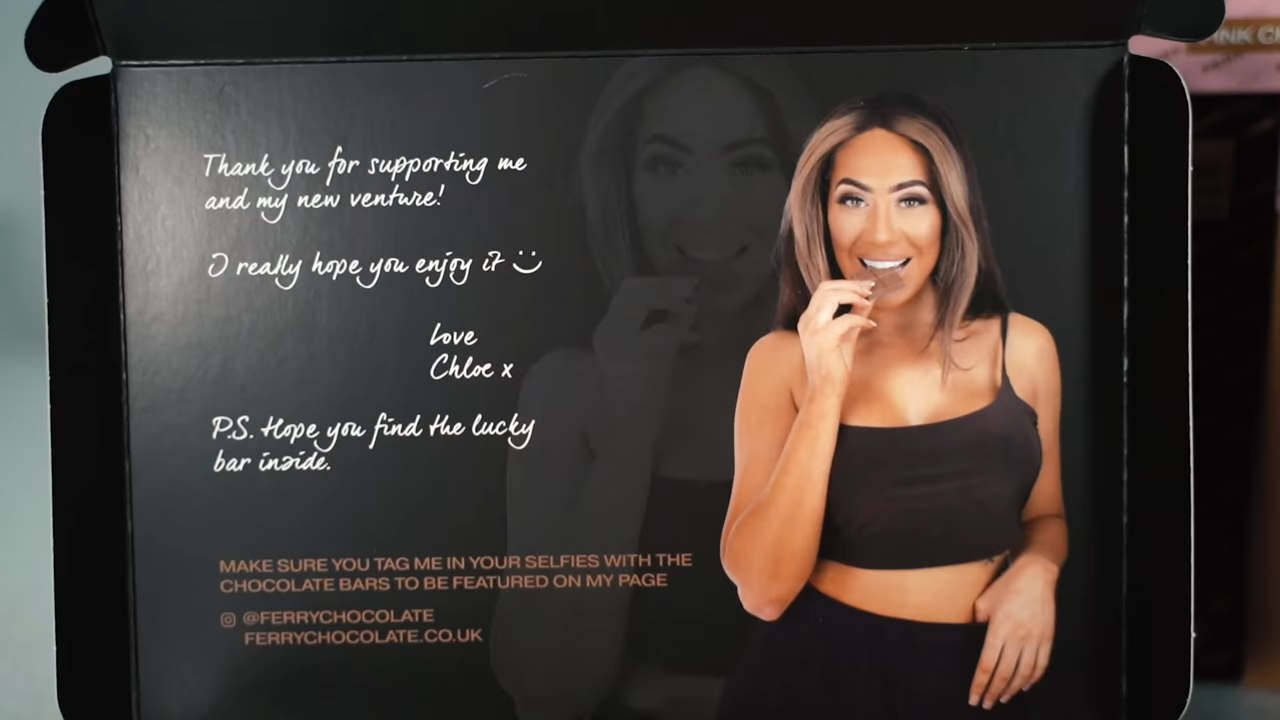 Thank you for supporting me
and my new venture!
I really hope you enjoy it
Love
Chloe x
P.S. Hope you find the lucky
bar inside.
MAKE SURE YOU TAG ME IN YOUR SELFIES WITH THE
CHOCOLATE BARS TO BE FEATURED ON MY PAGE
@FERRYCHOCOLATE
FERRYCHOCOLATE.CO.UK